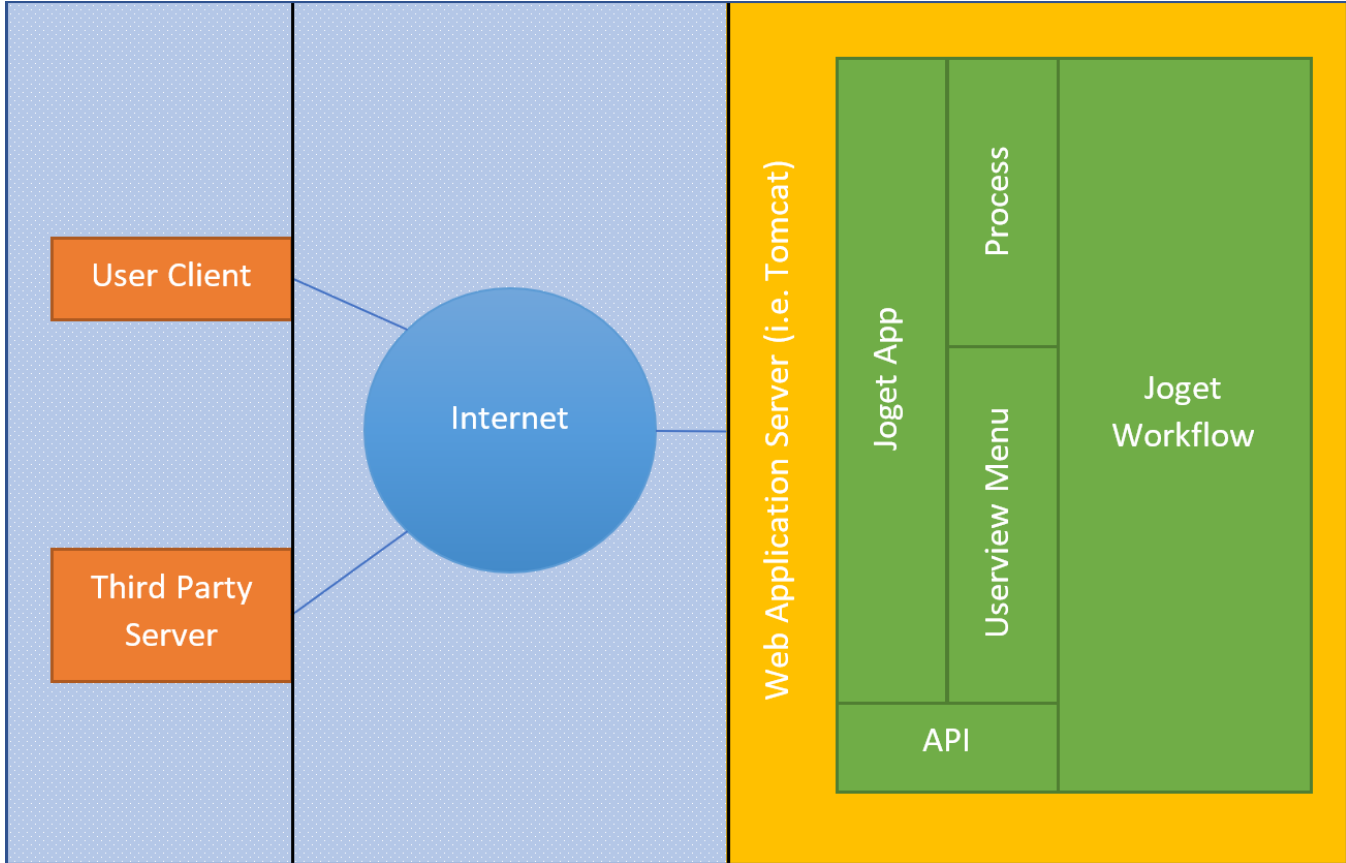 User Client
Third Party
Server
Internet
Web Application Server (i.e. Tomcat)
Joget App
Process
Userview Menu
API
Joget
Workflow